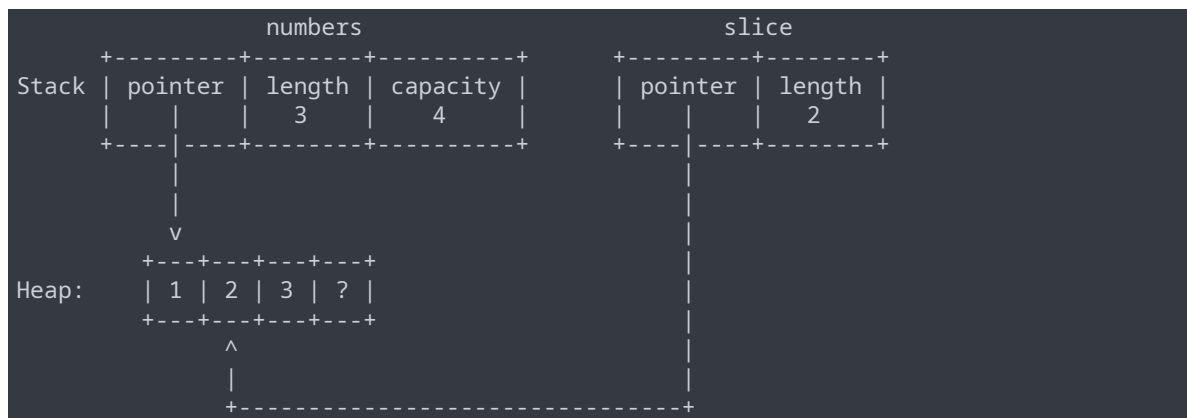 numbers                          slice
      +---------+--------+----------+      +---------+--------+
Stack | pointer | length | capacity |      | pointer | length |
      |    |    |   3    |    4     |      |    |    |   2    |
      +----|----+--------+----------+      +----|----+--------+
           |                                    |
           |                                    |
           v                                    |
         +---+---+---+---+                      |
Heap:    | 1 | 2 | 3 | ? |                      |
         +---+---+---+---+                      |
               ^                                |
               |                                |
               +--------------------------------+